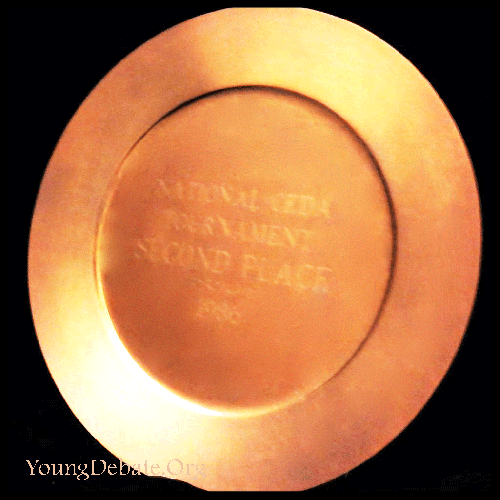 NATIONAL CEDA
TOURNAMENT
SECOND PLACE
1986
YoungDebate.Org